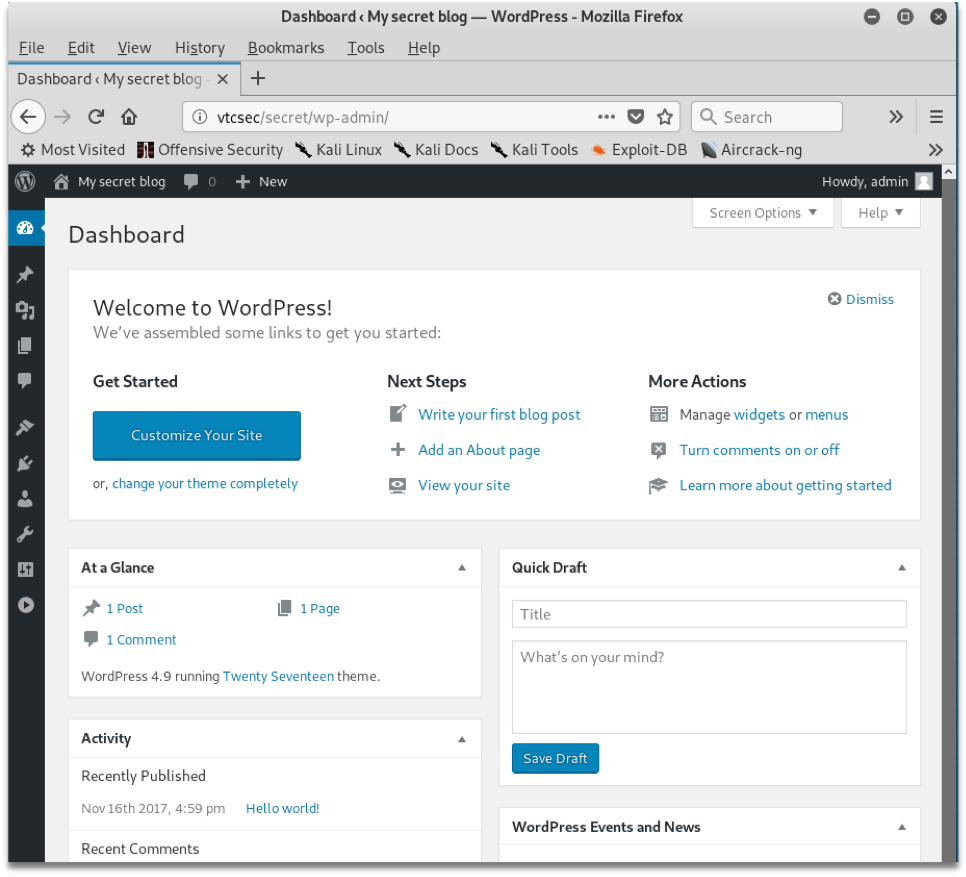 Dashboard ‹ My secret blog — WordPress - Mozilla Firefox
File Edit View History Bookmarks Tools Help
Dashboard ‹ My secret blog -
vtcsec/secret/wp-admin/ Search
Most Visited Offensive Security Kali Linux Kali Docs Kali Tools Exploit-DB Aircrack-ng
My secret blog 0 New Howdy, admin
Screen Options Help
Dashboard
Welcome to WordPress! Dismiss
We've assembled some links to get you started:
Get Started
Customize Your Site
or, change your theme completely
Next Steps
Write your first blog post
Add an About page
View your site
More Actions
Manage widgets or menus
Turn comments on or off
Learn more about getting started
At a Glance
1 Post 1 Page
1 Comment
WordPress 4.9 running Twenty Seventeen theme.
Activity
Recently Published
Nov 16th 2017, 4:59 pm Hello world!
Recent Comments
Quick Draft
Title
What's on your mind?
Save Draft
WordPress Events and News